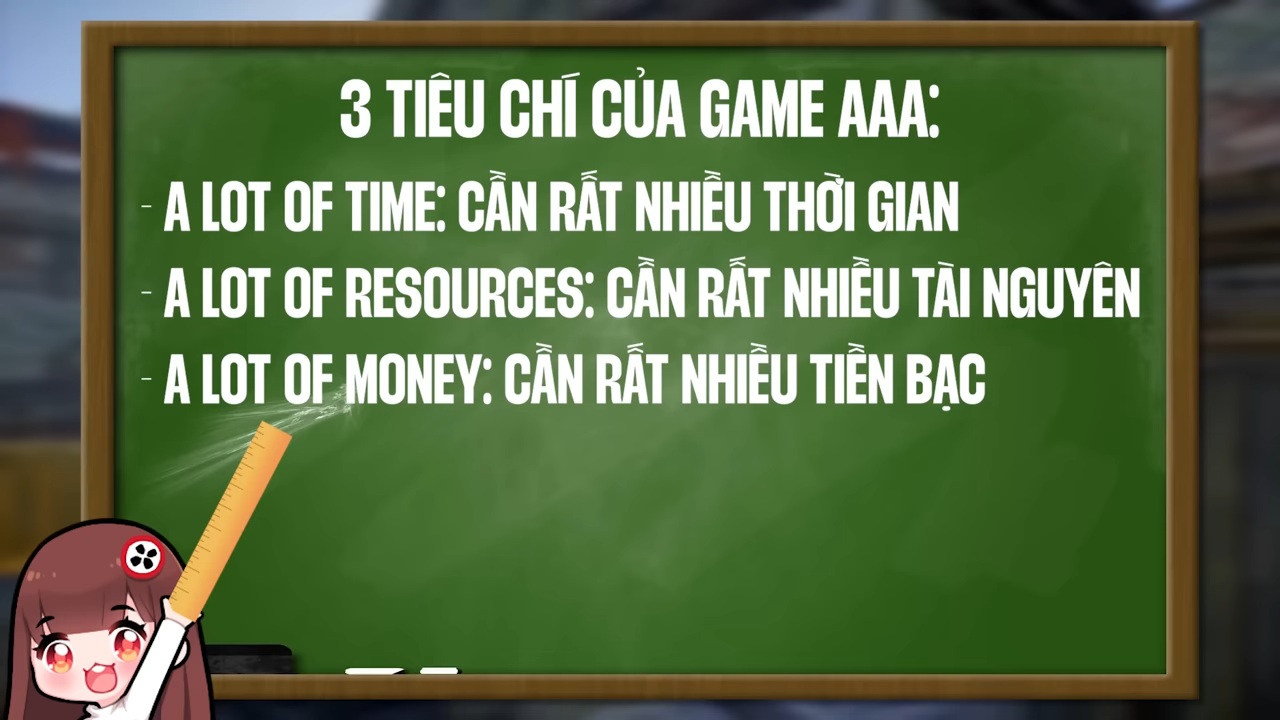 3 TIÊU CHÍ CỦA GAME AAA:
- A LOT OF TIME: CẦN RẤT NHIỀU THỜI GIAN
- A LOT OF RESOURCES: CẦN RẤT NHIỀU TÀI NGUYÊN
- A LOT OF MONEY: CẦN RẤT NHIỀU TIỀN BẠC